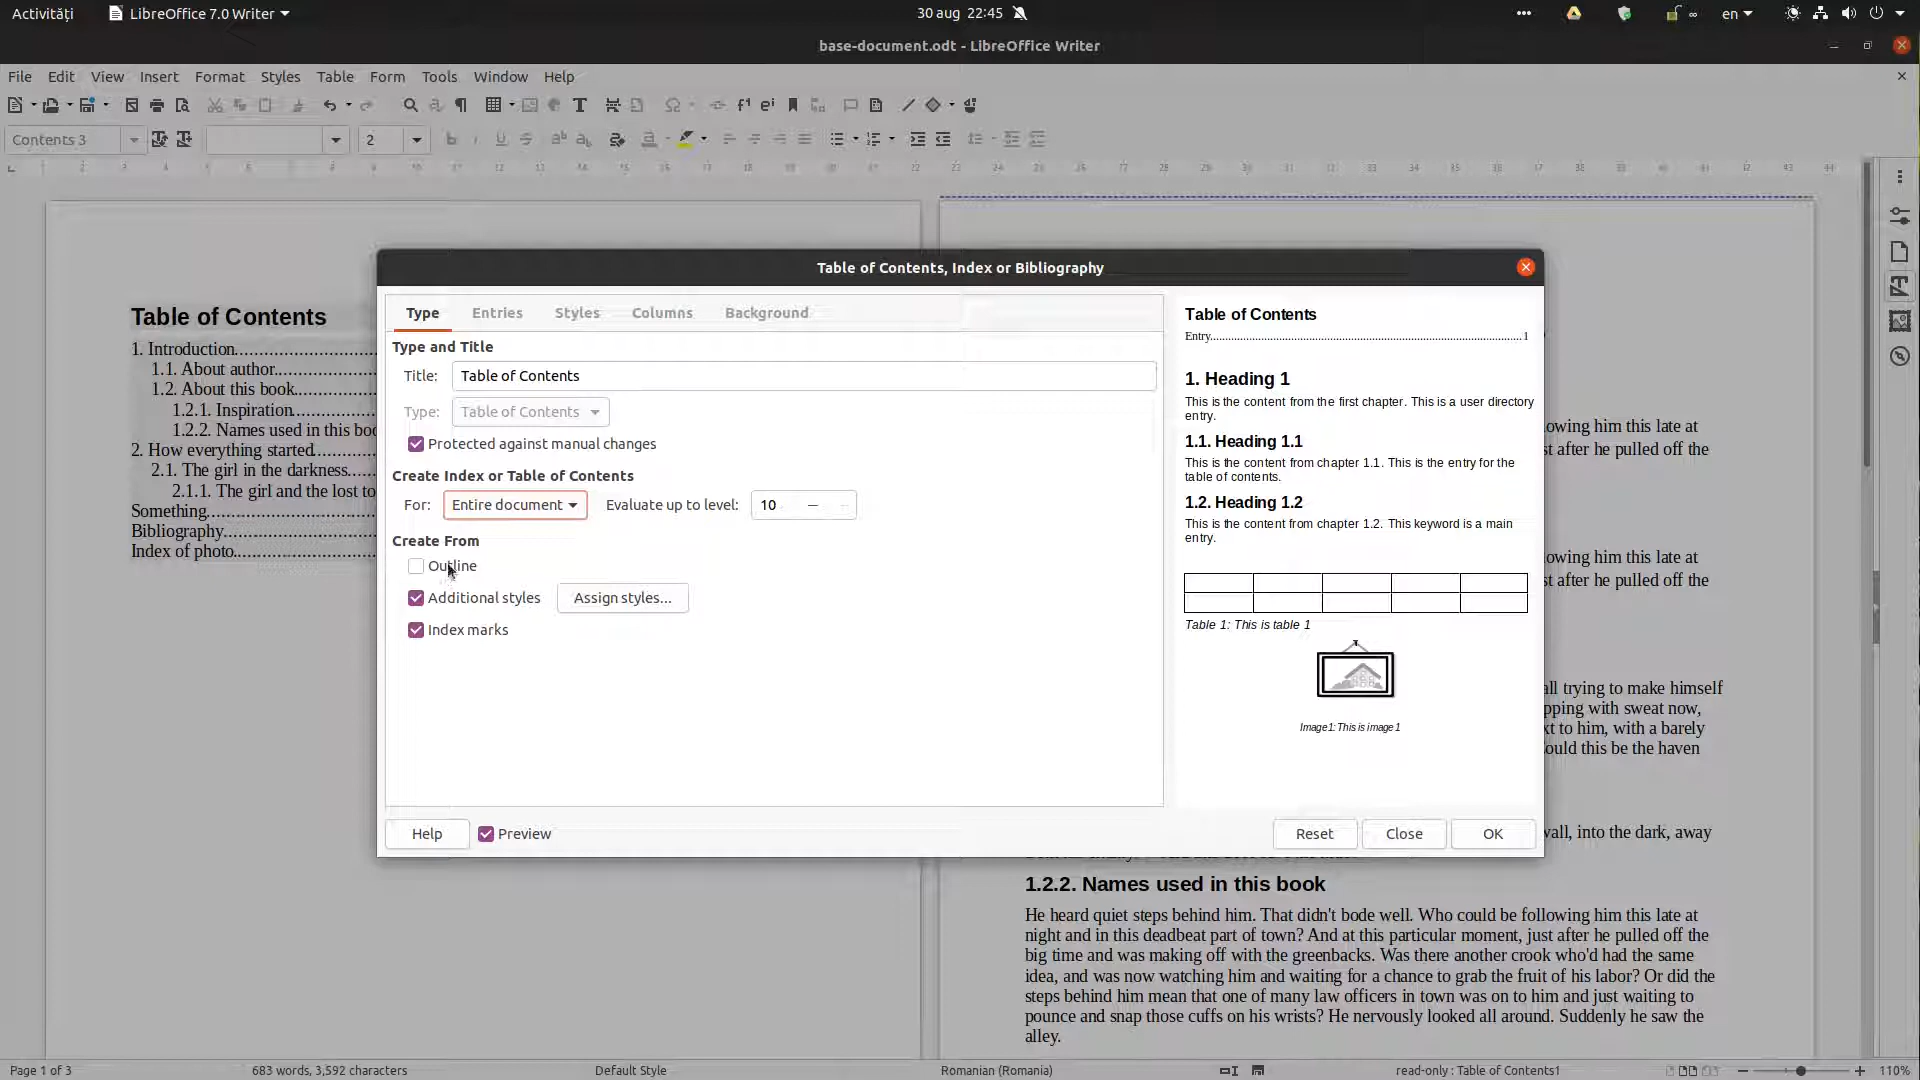 Activități LibreOffice 7.0 Writer 30 aug 22:45 ∞ en
base-document.odt - LibreOffice Writer
File Edit View Insert Format Styles Table Form Tools Window Help
Contents 3 2
Table of Contents
1. Introduction
1.1. About author
1.2. About this book
1.2.1. Inspiration
1.2.2. Names used in this
2. How everything started
2.1. The girl in the darkness
2.1.1. The girl and the lost
Something
Bibliography
Index of photo
Table of Contents, Index or Bibliography
Type Entries Styles Columns Background
Type and Title
Title: Table of Contents
Type: Table of Contents
Protected against manual changes
Create Index or Table of Contents
For: Entire document Evaluate up to level: 10
Create From
Outline
Additional styles Assign styles...
Index marks
Help Preview Reset Close OK
Table of Contents
Entry 1
1. Heading 1
This is the content from the first chapter. This is a user directory
entry.
1.1. Heading 1.1
This is the content from chapter 1.1. This is the entry for the
table of contents.
1.2. Heading 1.2
This is the content from chapter 1.2. This keyword is a main
entry.
Table 1: This is table 1
Image1: This is image 1
owing him this late at
st after he pulled off the
owing him this late at
st after he pulled off the
all trying to make himself
pping with sweat now,
xt to him, with a barely
ould this be the haven
wall, into the dark, away
1.2.2. Names used in this book
He heard quiet steps behind him. That didn't bode well. Who could be following him this late at
night and in this deadbeat part of town? And at this particular moment, just after he pulled off the
big time and was making off with the greenbacks. Was there another crook who'd had the same
idea, and was now watching him and waiting for a chance to grab the fruit of his labor? Or did the
steps behind him mean that one of many law officers in town was on to him and just waiting to
pounce and snap those cuffs on his wrists? He nervously looked all around. Suddenly he saw the
alley.
Page 1 of 3 683 words, 3,592 characters Default Style Romanian (Romania) read-only : Table of Contents1 110%